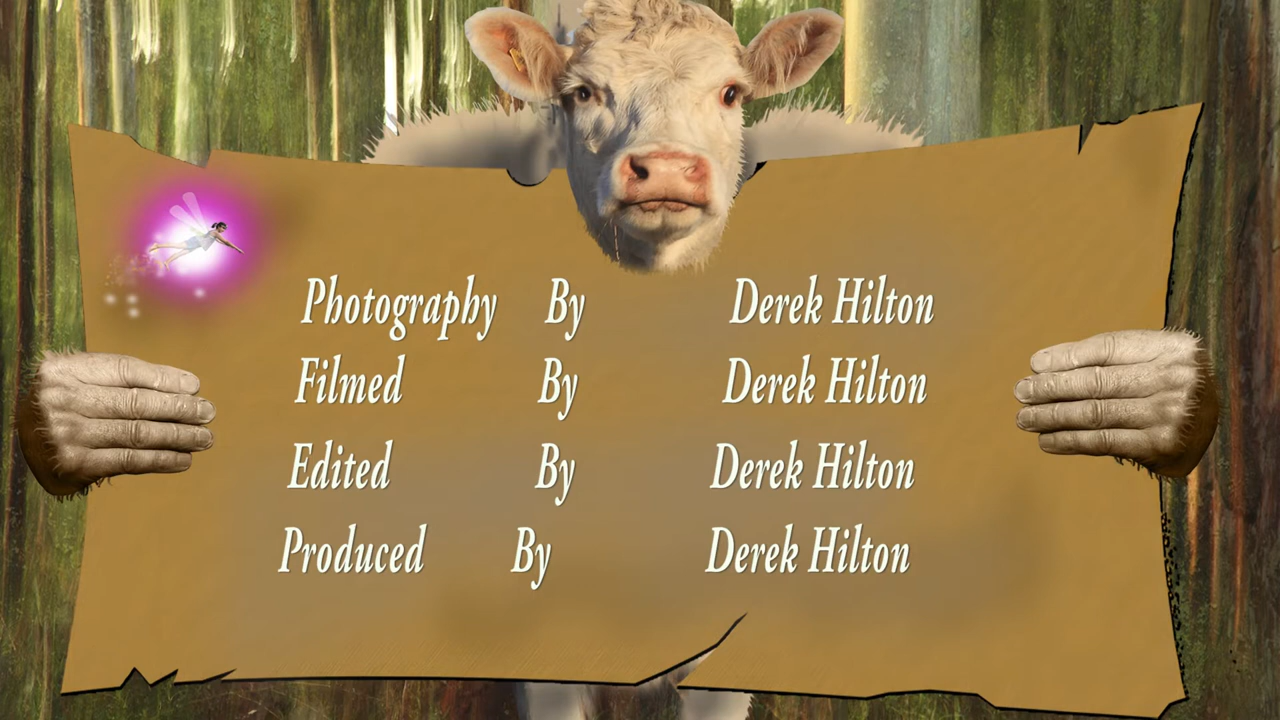 Photography By Derek Hilton
Filmed By Derek Hilton
Edited By Derek Hilton
Produced By Derek Hilton